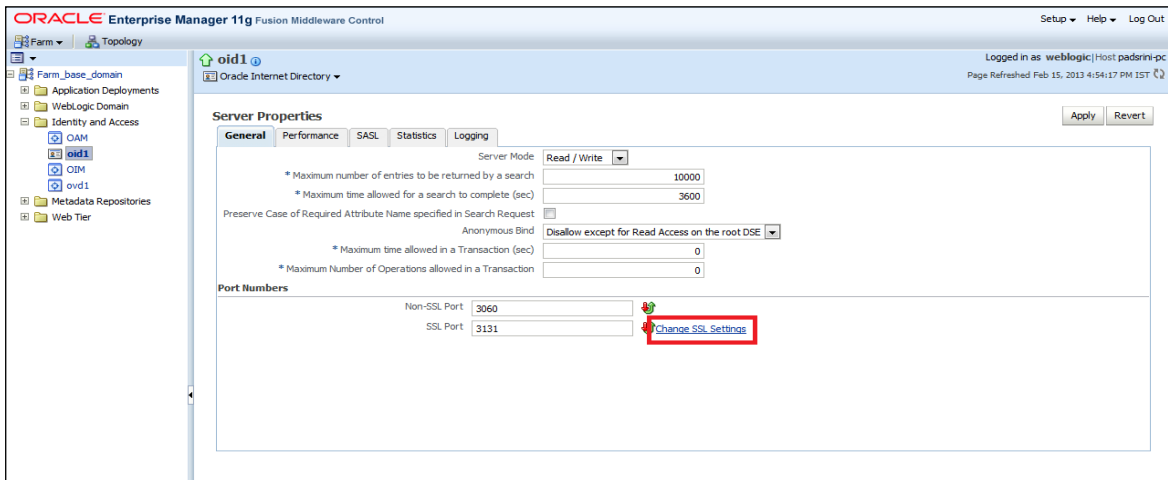 ORACLE Enterprise Manager 11g Fusion Middleware Control
Setup Help Log Out
Farm Topology
oid1
Logged in as weblogic|Host padsrini-pc
Oracle Internet Directory
Page Refreshed Feb 15, 2013 4:54:17 PM IST
Farm_base_domain
Application Deployments
WebLogic Domain
Identity and Access
OAM
oid1
OIM
ovd1
Metadata Repositories
Web Tier
Server Properties
Apply Revert
General Performance SASL Statistics Logging
Server Mode Read / Write
* Maximum number of entries to be returned by a search 10000
* Maximum time allowed for a search to complete (sec) 3600
Preserve Case of Required Attribute Name specified in Search Request
Anonymous Bind Disallow except for Read Access on the root DSE
* Maximum time allowed in a Transaction (sec) 0
* Maximum Number of Operations allowed in a Transaction 0
Port Numbers
Non-SSL Port 3060
SSL Port 3131 Change SSL Settings